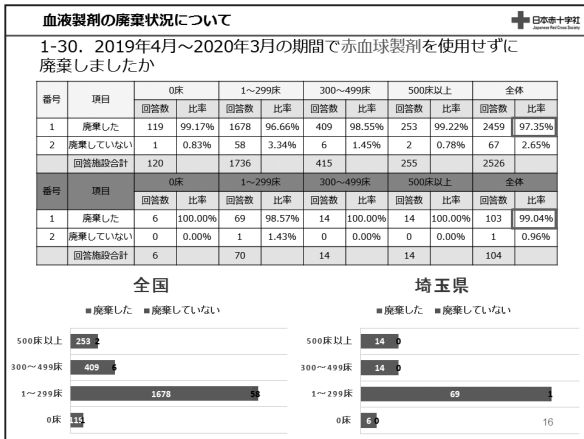 血液製剤の廃棄状況について
日本赤十字社
Japanese Red Cross Society
1-30．2019年4月～2020年3月の期間で赤血球製剤を使用せずに
廃棄しましたか
番号 項目 0床 1～299床 300～499床 500床以上 全体
回答数 比率 回答数 比率 回答数 比率 回答数 比率 回答数 比率
1 廃棄した 119 99.17% 1678 96.66% 409 98.55% 253 99.22% 2459 97.35%
2 廃棄していない 1 0.83% 58 3.34% 6 1.45% 2 0.78% 67 2.65%
回答施設合計 120 1736 415 255 2526
番号 項目 0床 1～299床 300～499床 500床以上 全体
回答数 比率 回答数 比率 回答数 比率 回答数 比率 回答数 比率
1 廃棄した 6 100.00% 69 98.57% 14 100.00% 14 100.00% 103 99.04%
2 廃棄していない 0 0.00% 1 1.43% 0 0.00% 0 0.00% 1 0.96%
回答施設合計 6 70 14 14 104
全国
■廃棄した ■廃棄していない
500床以上 253 2
300～499床 409 6
1～299床 1678 58
0床 119 1
埼玉県
■廃棄した ■廃棄していない
500床以上 14 0
300～499床 14 0
1～299床 69 1
0床 6 0
16